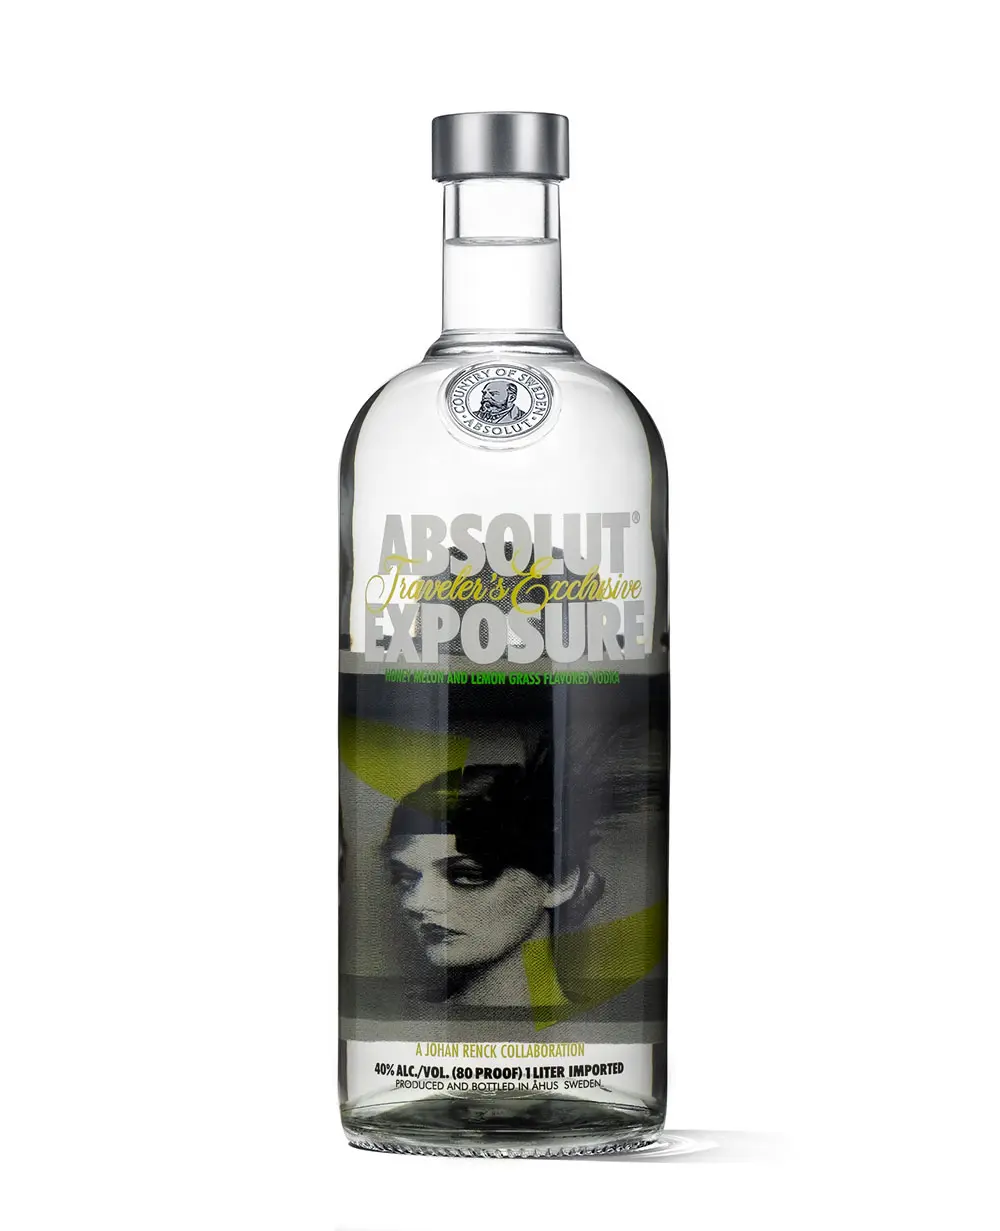 COUNTRY OF SWEDEN
·ABSOLUT·
ABSOLUT®
Traveler's Exclusive
EXPOSURE
HONEY MELON AND LEMON GRASS FLAVORED VODKA
A JOHAN RENCK COLLABORATION
40% ALC./VOL. (80 PROOF) 1 LITER IMPORTED
PRODUCED AND BOTTLED IN ÅHUS SWEDEN.